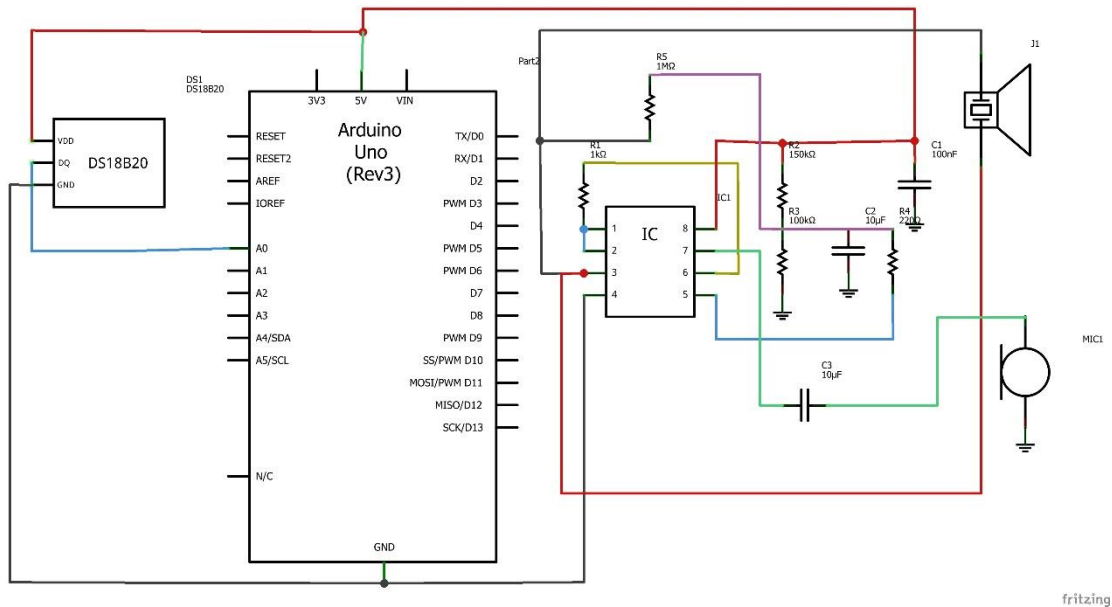 J1
Part2
R5
1MΩ
DS1
DS18B20
3V3
5V
VIN
Arduino
Uno
(Rev3)
RESET
RESET2
AREF
IOREF
A0
A1
A2
A3
A4/SDA
A5/SCL
N/C
TX/D0
RX/D1
D2
PWM D3
D4
PWM D5
PWM D6
D7
D8
PWM D9
SS/PWM D10
MOSI/PWM D11
MISO/D12
SCK/D13
GND
VDD
DQ
GND
DS18B20
R1
1kΩ
R2
150kΩ
C1
100nF
IC1
IC
1
2
3
4
8
7
6
5
R3
100kΩ
C2
10µF
R4
220Ω
MIC1
C3
10µF
fritzing